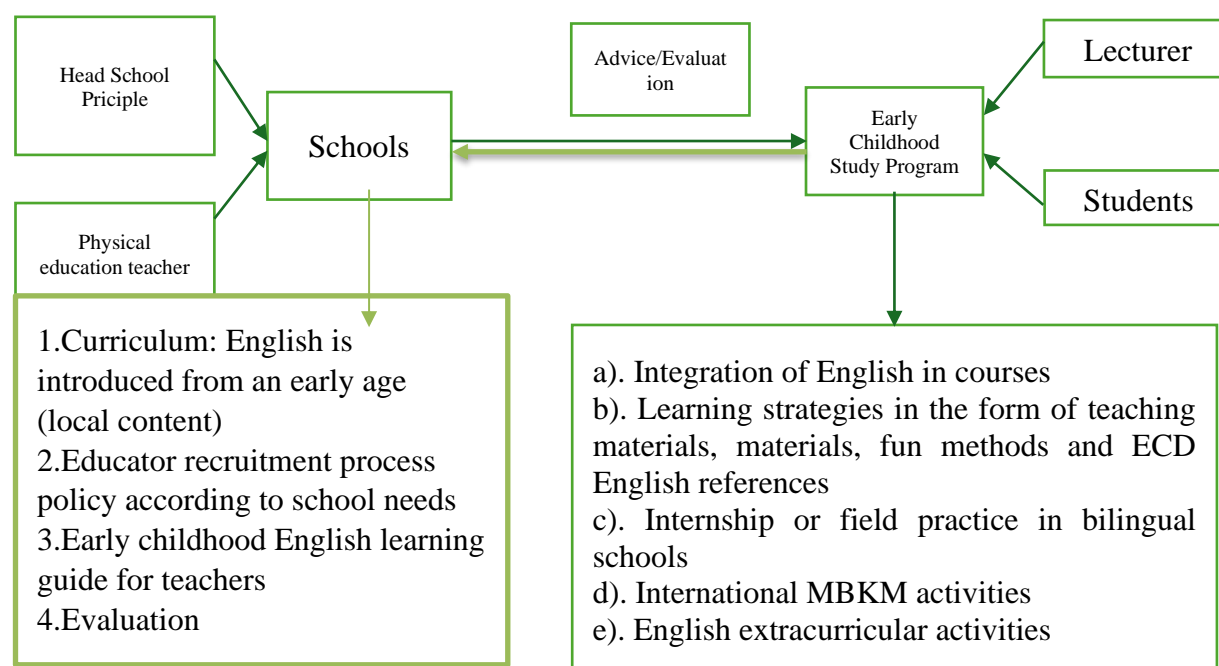 Head School
Priciple
Physical
education teacher
Schools
Advice/Evaluat
ion
Early
Childhood
Study Program
Lecturer
Students
1.Curriculum: English is
introduced from an early age
(local content)
2.Educator recruitment process
policy according to school needs
3.Early childhood English learning
guide for teachers
4.Evaluation
a). Integration of English in courses
b). Learning strategies in the form of teaching
materials, materials, fun methods and ECD
English references
c). Internship or field practice in bilingual
schools
d). International MBKM activities
e). English extracurricular activities